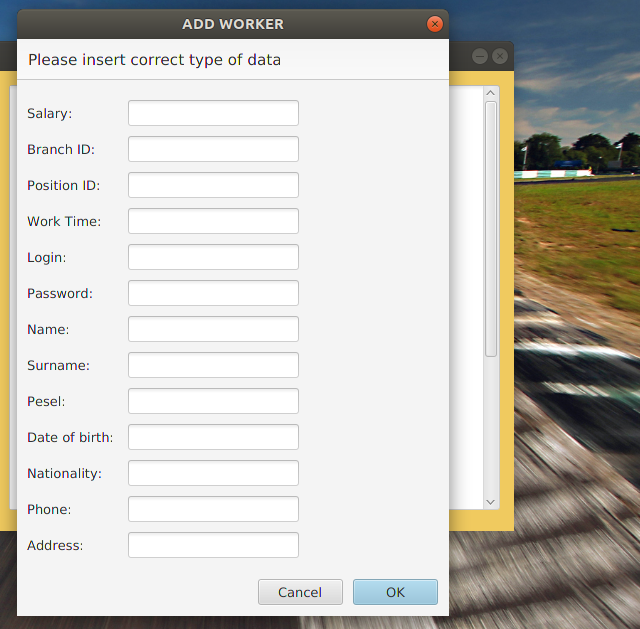 ADD WORKER
Please insert correct type of data
Salary:
Branch ID:
Position ID:
Work Time:
Login:
Password:
Name:
Surname:
Pesel:
Date of birth:
Nationality:
Phone:
Address:
Cancel OK